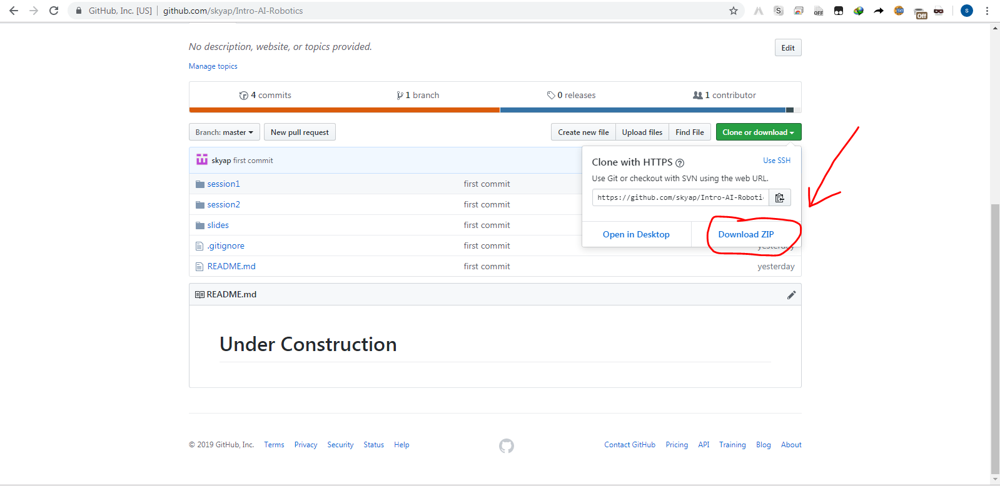 GitHub, Inc. [US] github.com/skyap/Intro-AI-Robotics
S OFF TXT Off s
No description, website, or topics provided. Edit
Manage topics
4 commits 1 branch 0 releases 1 contributor
Branch: master New pull request Create new file Upload files Find File Clone or download
skyap first commit
Clone with HTTPS Use SSH
Use Git or checkout with SVN using the web URL.
https://github.com/skyap/Intro-AI-Roboti
Open in Desktop Download ZIP
session1 first commit
session2 first commit
slides first commit
.gitignore first commit yesterday
README.md first commit yesterday
README.md
Under Construction
© 2019 GitHub, Inc. Terms Privacy Security Status Help Contact GitHub Pricing API Training Blog About